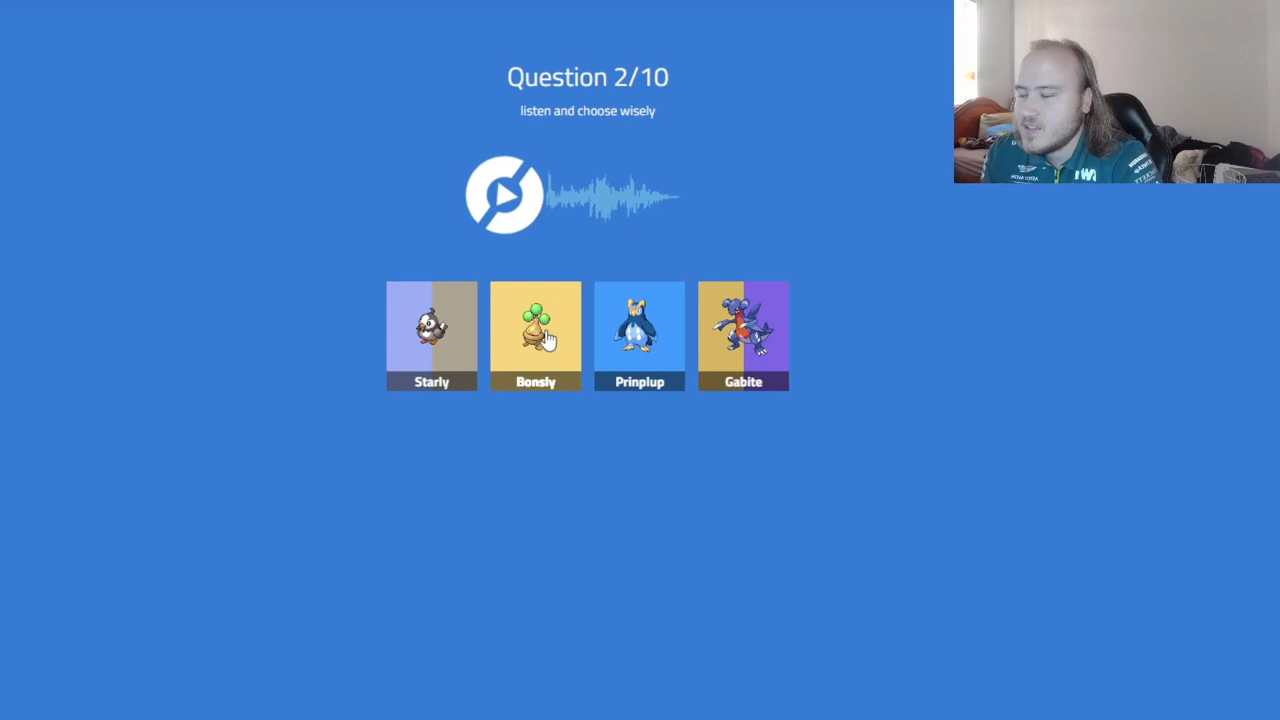 Question 2/10
listen and choose wisely
Starly
Bonsly
Prinplup
Gabite